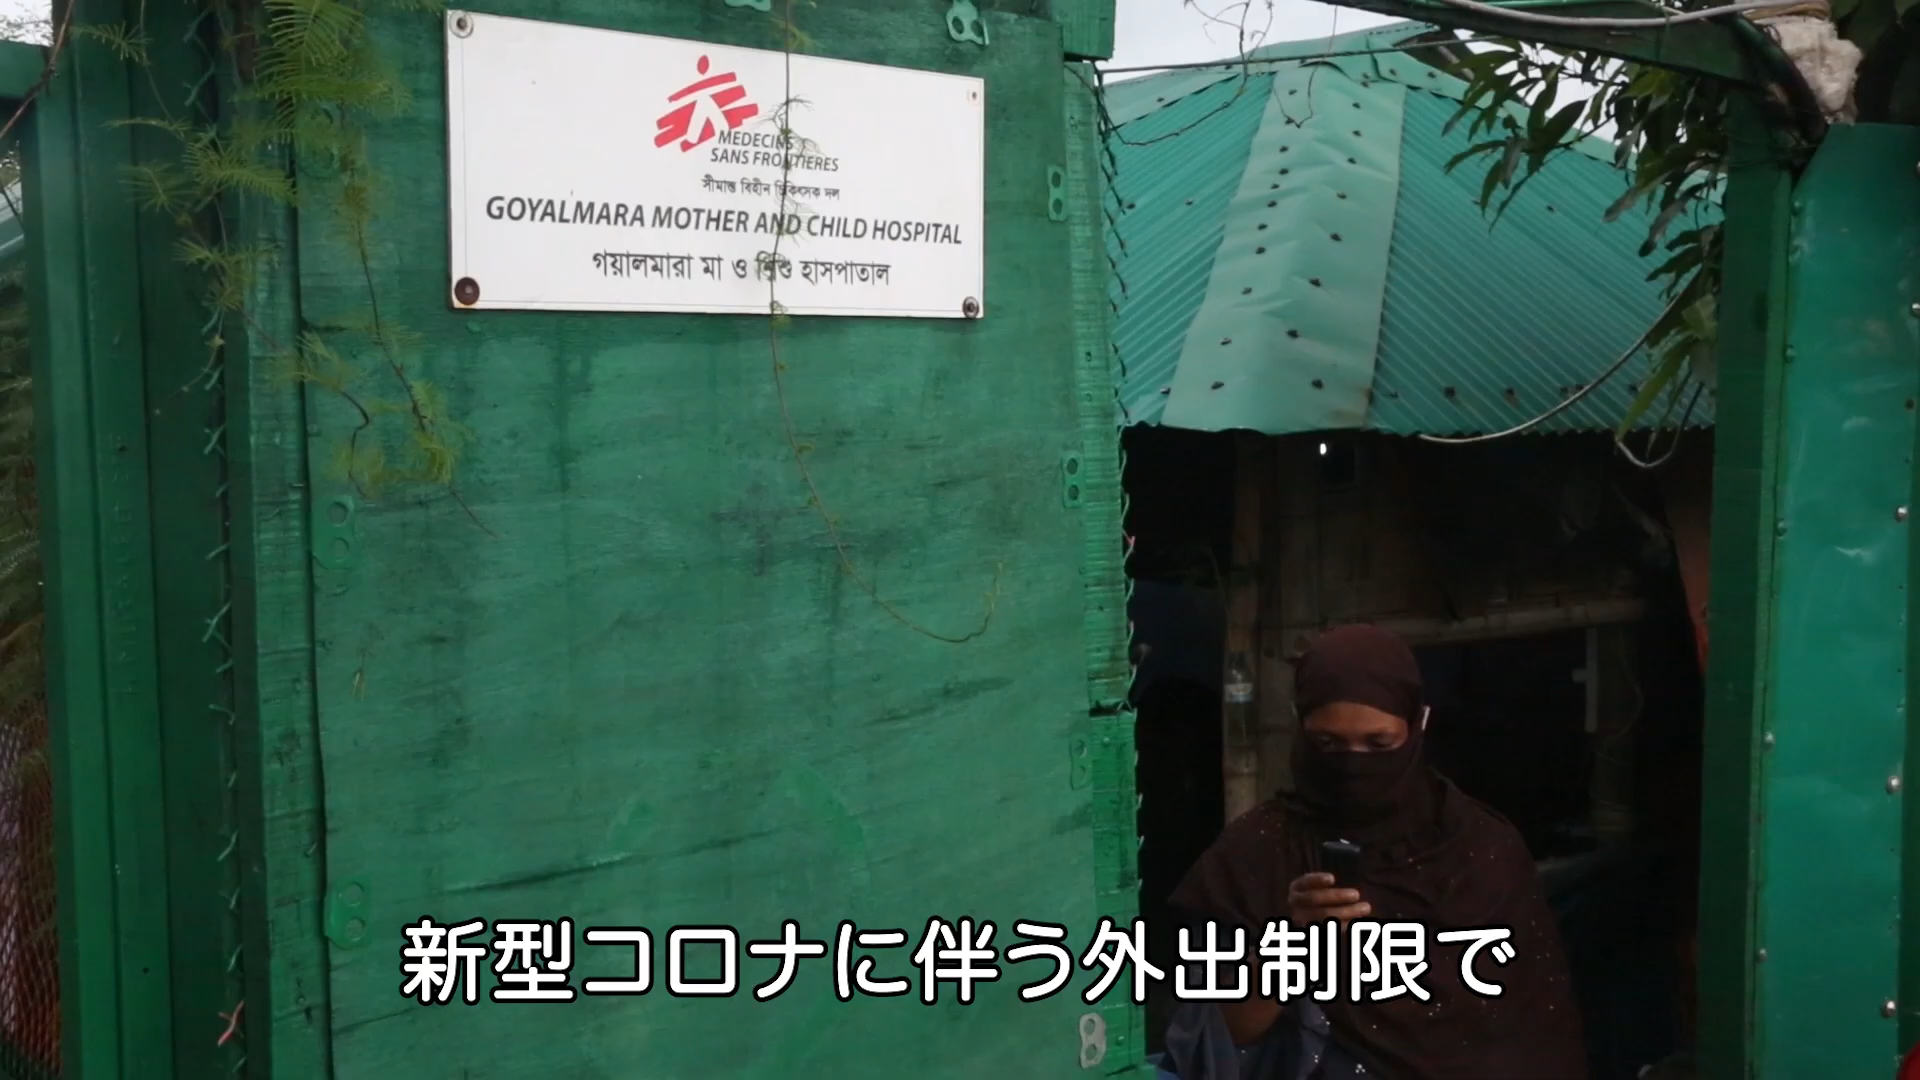 MEDECINS
SANS FRONTIERES
সীমান্ত বিহীন চিকিৎসক দল
GOYALMARA MOTHER AND CHILD HOSPITAL
গয়ালমারা মা ও শিশু হাসপাতাল
新型コロナに伴う外出制限で